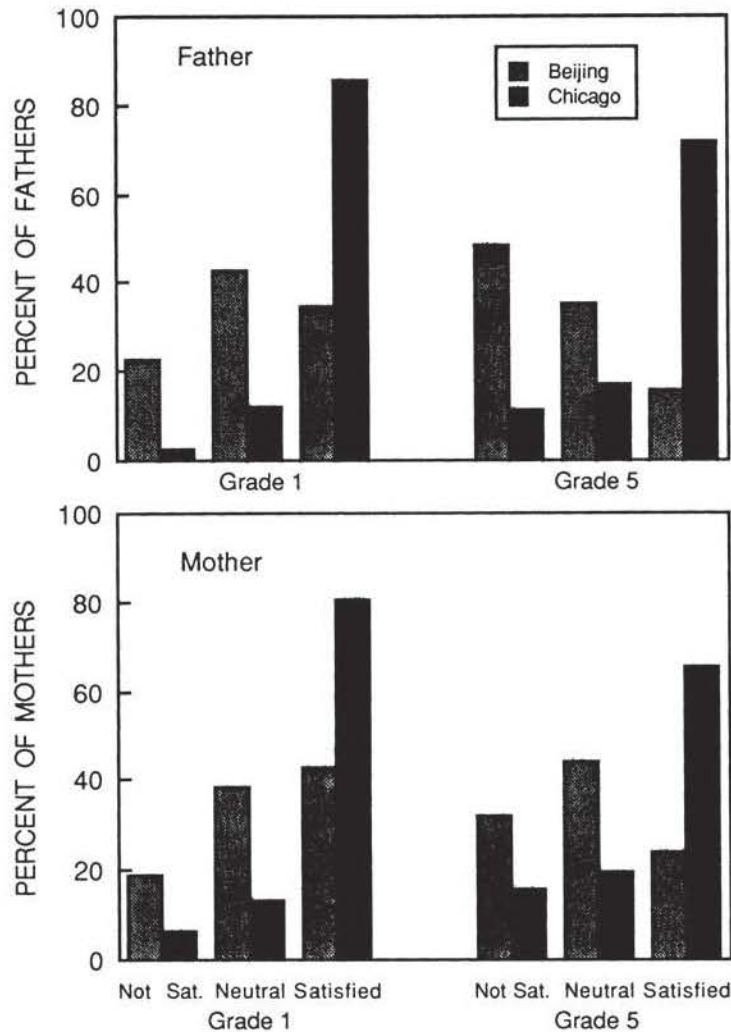 100
80
60
40
20
0
PERCENT OF FATHERS
Father
Beijing
Chicago
Grade 1
Grade 5
100
80
60
40
20
0
PERCENT OF MOTHERS
Mother
Not Sat. Neutral Satisfied
Not Sat. Neutral Satisfied
Grade 1
Grade 5